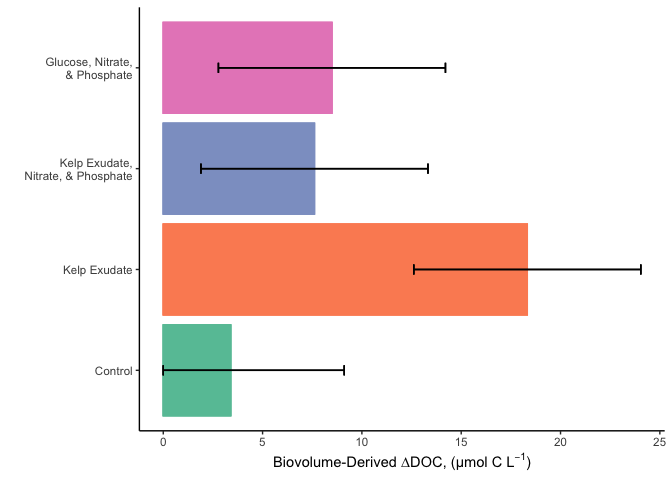 Glucose, Nitrate,
& Phosphate
Kelp Exudate,
Nitrate, & Phosphate
Kelp Exudate
Control
0 5 10 15 20 25
Biovolume-Derived ΔDOC, (μmol C L⁻¹)